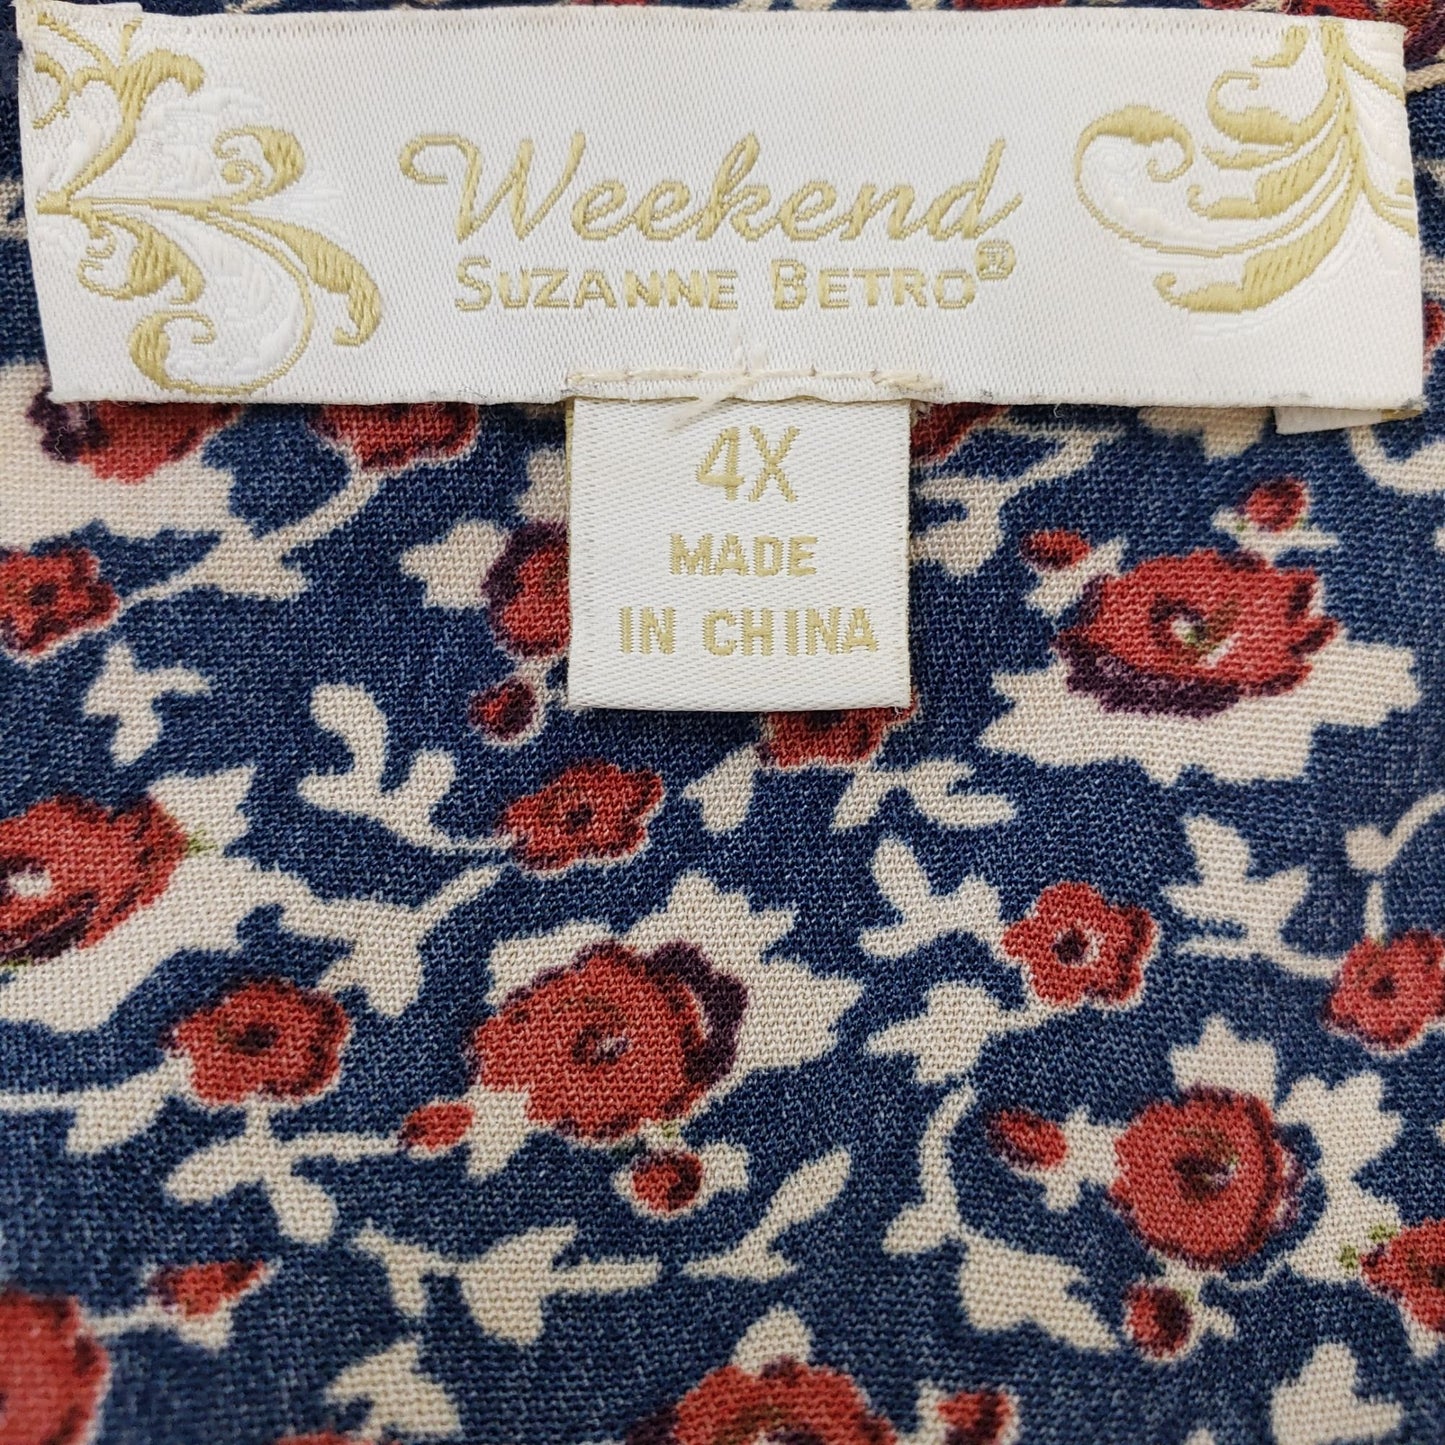 Weekend
SUZANNE BETRO®
4X
MADE
IN CHINA